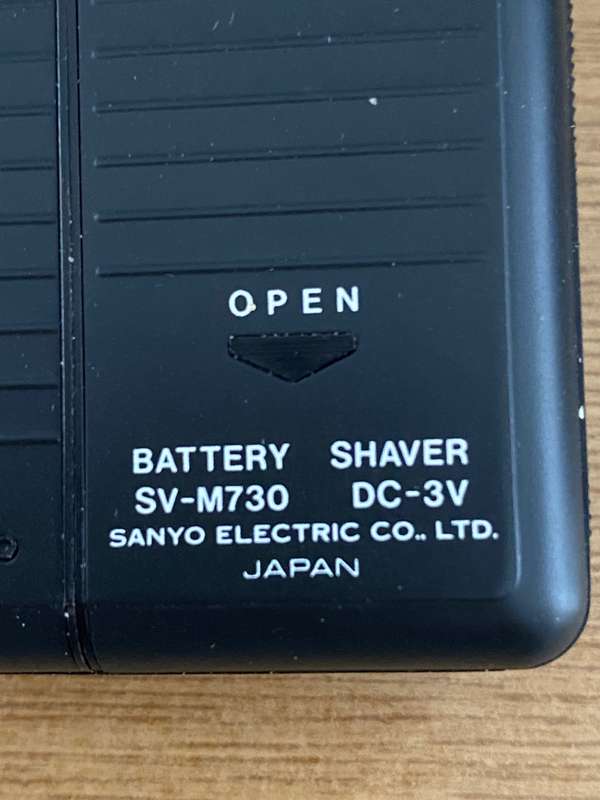 OPEN
BATTERY SHAVER
SV-M730 DC-3V
SANYO ELECTRIC CO., LTD.
JAPAN